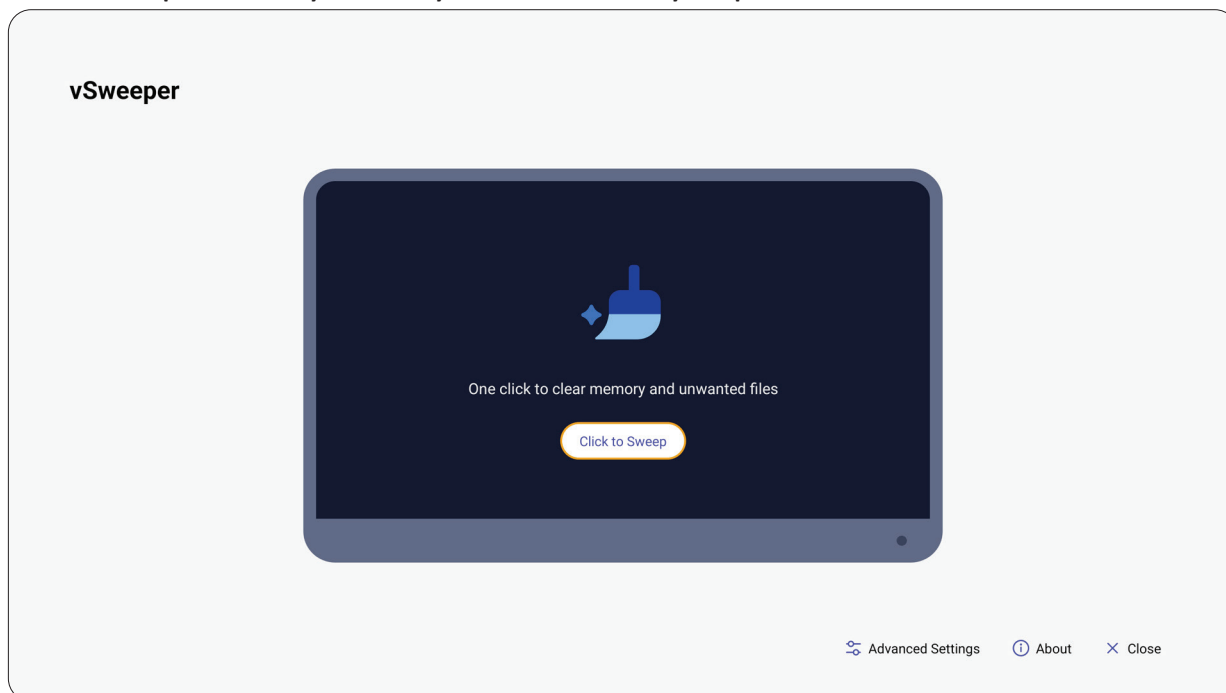 vSweeper
One click to clear memory and unwanted files
Click to Sweep
Advanced Settings
About
Close